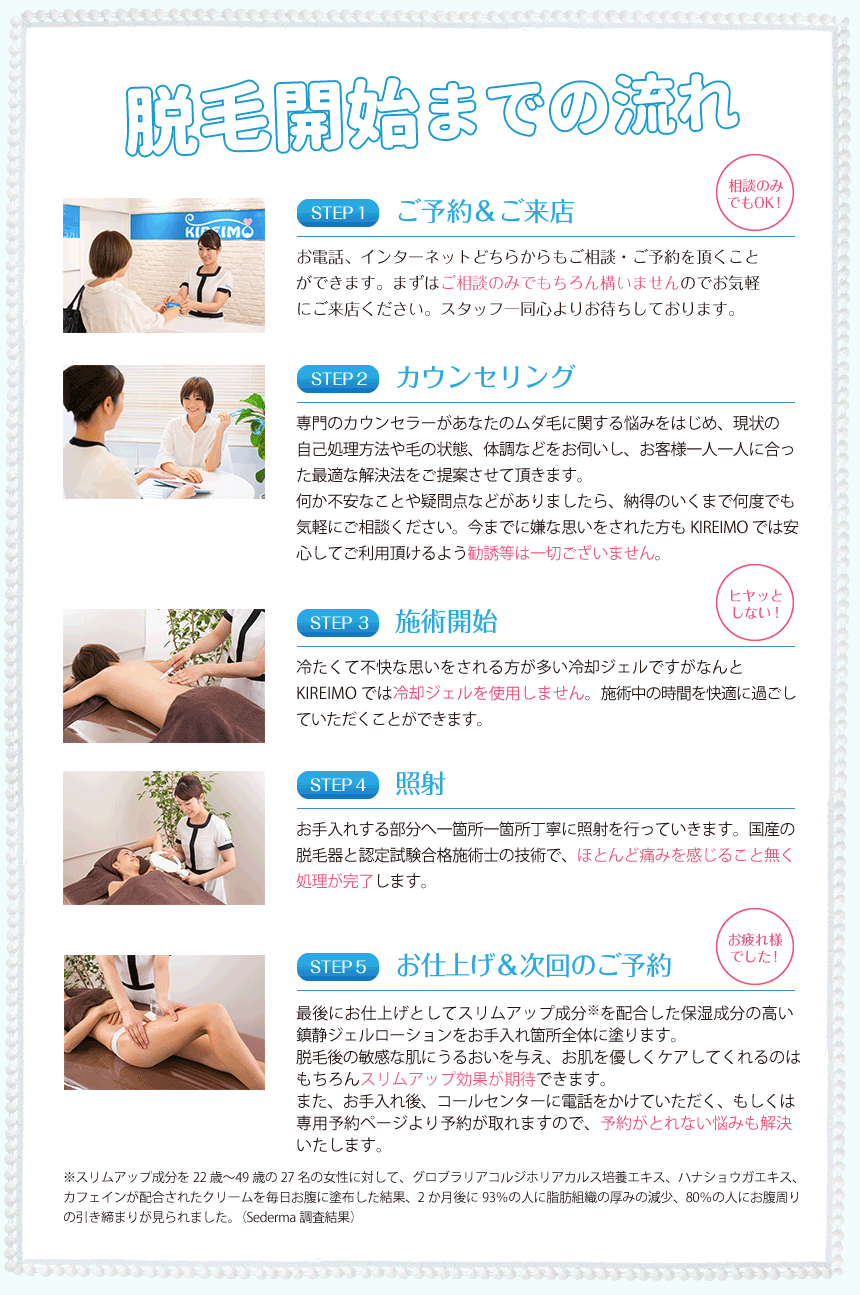 脱毛開始までの流れ
相談のみ
でもOK!
KIREIMO
STEP 1 ご予約&ご来店
お電話、インターネットどちらからもご相談・ご予約を頂くこと
ができます。まずはご相談のみでもちろん構いませんのでお気軽
にご来店ください。スタッフ一同心よりお待ちしております。
STEP 2 カウンセリング
専門のカウンセラーがあなたのムダ毛に関する悩みをはじめ、現状の
自己処理方法や毛の状態、体調などをお伺いし、お客様一人一人に合っ
た最適な解決法をご提案させて頂きます。
何か不安なことや疑問点などがありましたら、納得のいくまで何度でも
気軽にご相談ください。今までに嫌な思いをされた方も KIREIMO では安
心してご利用頂けるよう勧誘等は一切ございません。
ヒヤッと
しない!
STEP 3 施術開始
冷たくて不快な思いをされる方が多い冷却ジェルですがなんと
KIREIMO では冷却ジェルを使用しません。施術中の時間を快適に過ごし
ていただくことができます。
STEP 4 照射
お手入れする部分へ一箇所一箇所丁寧に照射を行っていきます。国産の
脱毛器と認定試験合格施術士の技術で、ほとんど痛みを感じること無く
処理が完了します。
お疲れ様
でした!
STEP 5 お仕上げ&次回のご予約
最後にお仕上げとしてスリムアップ成分※を配合した保湿成分の高い
鎮静ジェルローションをお手入れ箇所全体に塗ります。
脱毛後の敏感な肌にうるおいを与え、お肌を優しくケアしてくれるのは
もちろんスリムアップ効果が期待できます。
また、お手入れ後、コールセンターに電話をかけていただく、もしくは
専用予約ページより予約が取れますので、予約がとれない悩みも解決
いたします。
※スリムアップ成分を 22 歳〜49 歳の 27 名の女性に対して、グロブラリアコルジホリアカルス培養エキス、ハナショウガエキス、
カフェインが配合されたクリームを毎日お腹に塗布した結果、2 か月後に 93%の人に脂肪組織の厚みの減少、80%の人にお腹周り
の引き締まりが見られました。（Sederma 調査結果）